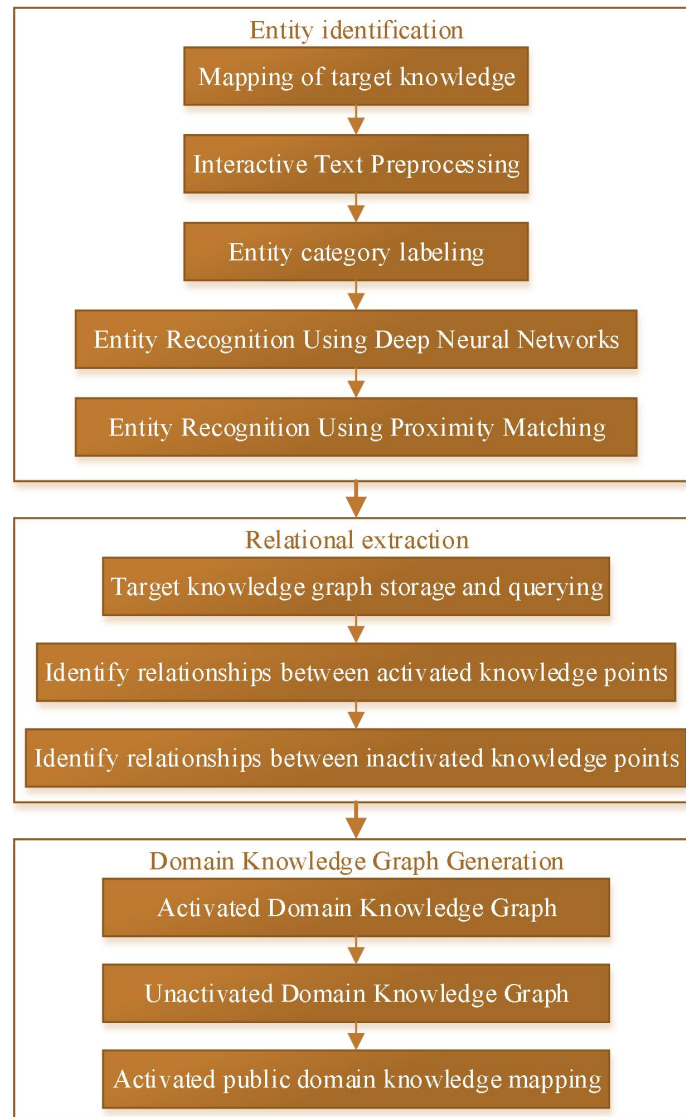 Entity identification
Mapping of target knowledge
Interactive Text Preprocessing
Entity category labeling
Entity Recognition Using Deep Neural Networks
Entity Recognition Using Proximity Matching
Relational extraction
Target knowledge graph storage and querying
Identify relationships between activated knowledge points
Identify relationships between inactivated knowledge points
Domain Knowledge Graph Generation
Activated Domain Knowledge Graph
Unactivated Domain Knowledge Graph
Activated public domain knowledge mapping